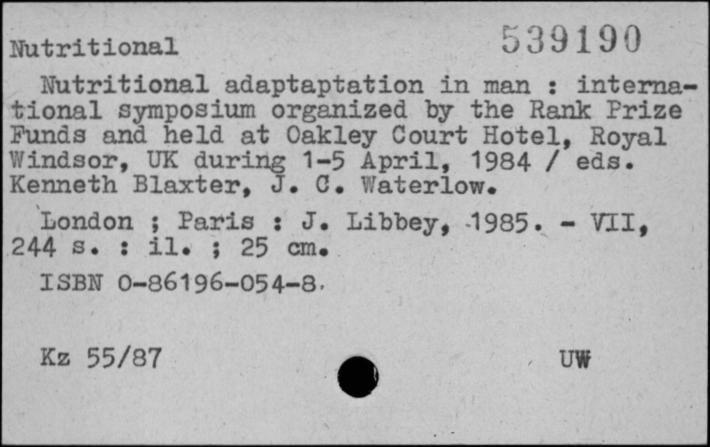 539190
Nutritional
Nutritional adaptaptation in man : interna-
tional symposium organized by the Rank Prize
Funds and held at Oakley Court Hotel, Royal
Windsor, UK during 1-5 April, 1984 / eds.
Kenneth Blaxter, J. C. Waterlow.
London ; Paris : J. Libbey, 1985. - VII,
244 s. : il. ; 25 cm.
ISBN 0-86196-054-8.
Kz 55/87 UW